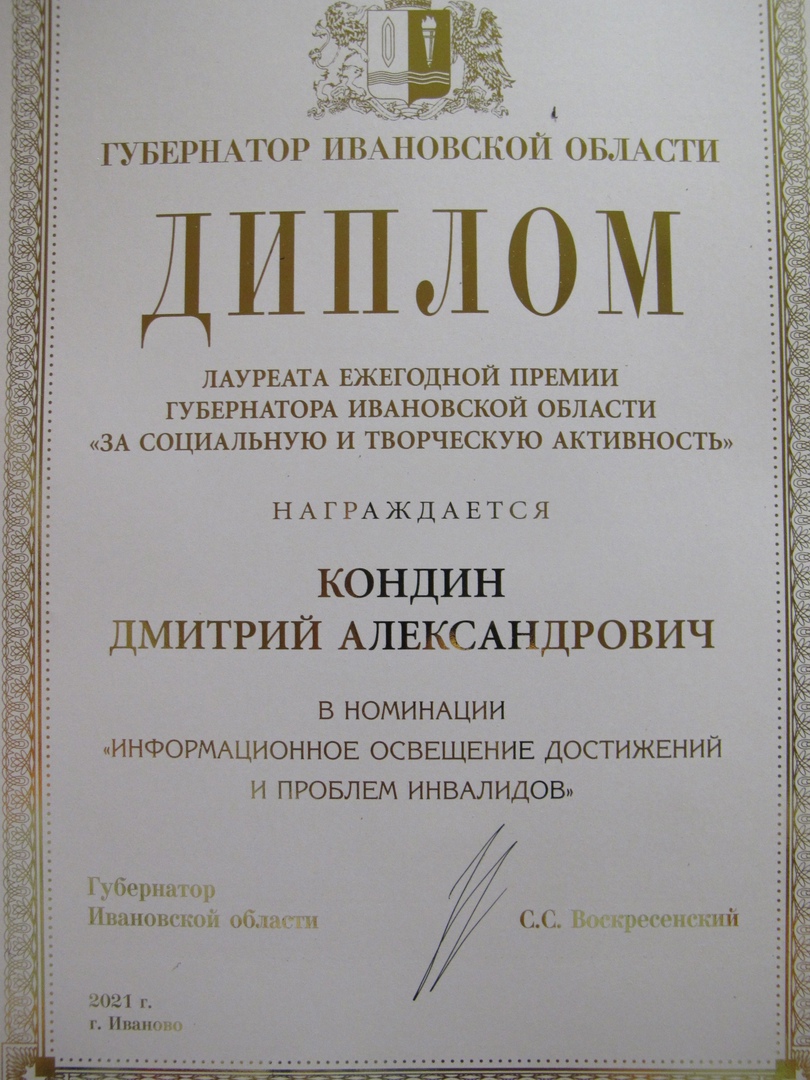 ГУБЕРНАТОР ИВАНОВСКОЙ ОБЛАСТИ
ДИПЛОМ
ЛАУРЕАТА ЕЖЕГОДНОЙ ПРЕМИИ
ГУБЕРНАТОРА ИВАНОВСКОЙ ОБЛАСТИ
«ЗА СОЦИАЛЬНУЮ И ТВОРЧЕСКУЮ АКТИВНОСТЬ»
НАГРАЖДАЕТСЯ
КОНДИН
ДМИТРИЙ АЛЕКСАНДРОВИЧ
В НОМИНАЦИИ
«ИНФОРМАЦИОННОЕ ОСВЕЩЕНИЕ ДОСТИЖЕНИЙ
И ПРОБЛЕМ ИНВАЛИДОВ»
Губернатор
Ивановской области С.С. Воскресенский
2021 г.
г. Иваново